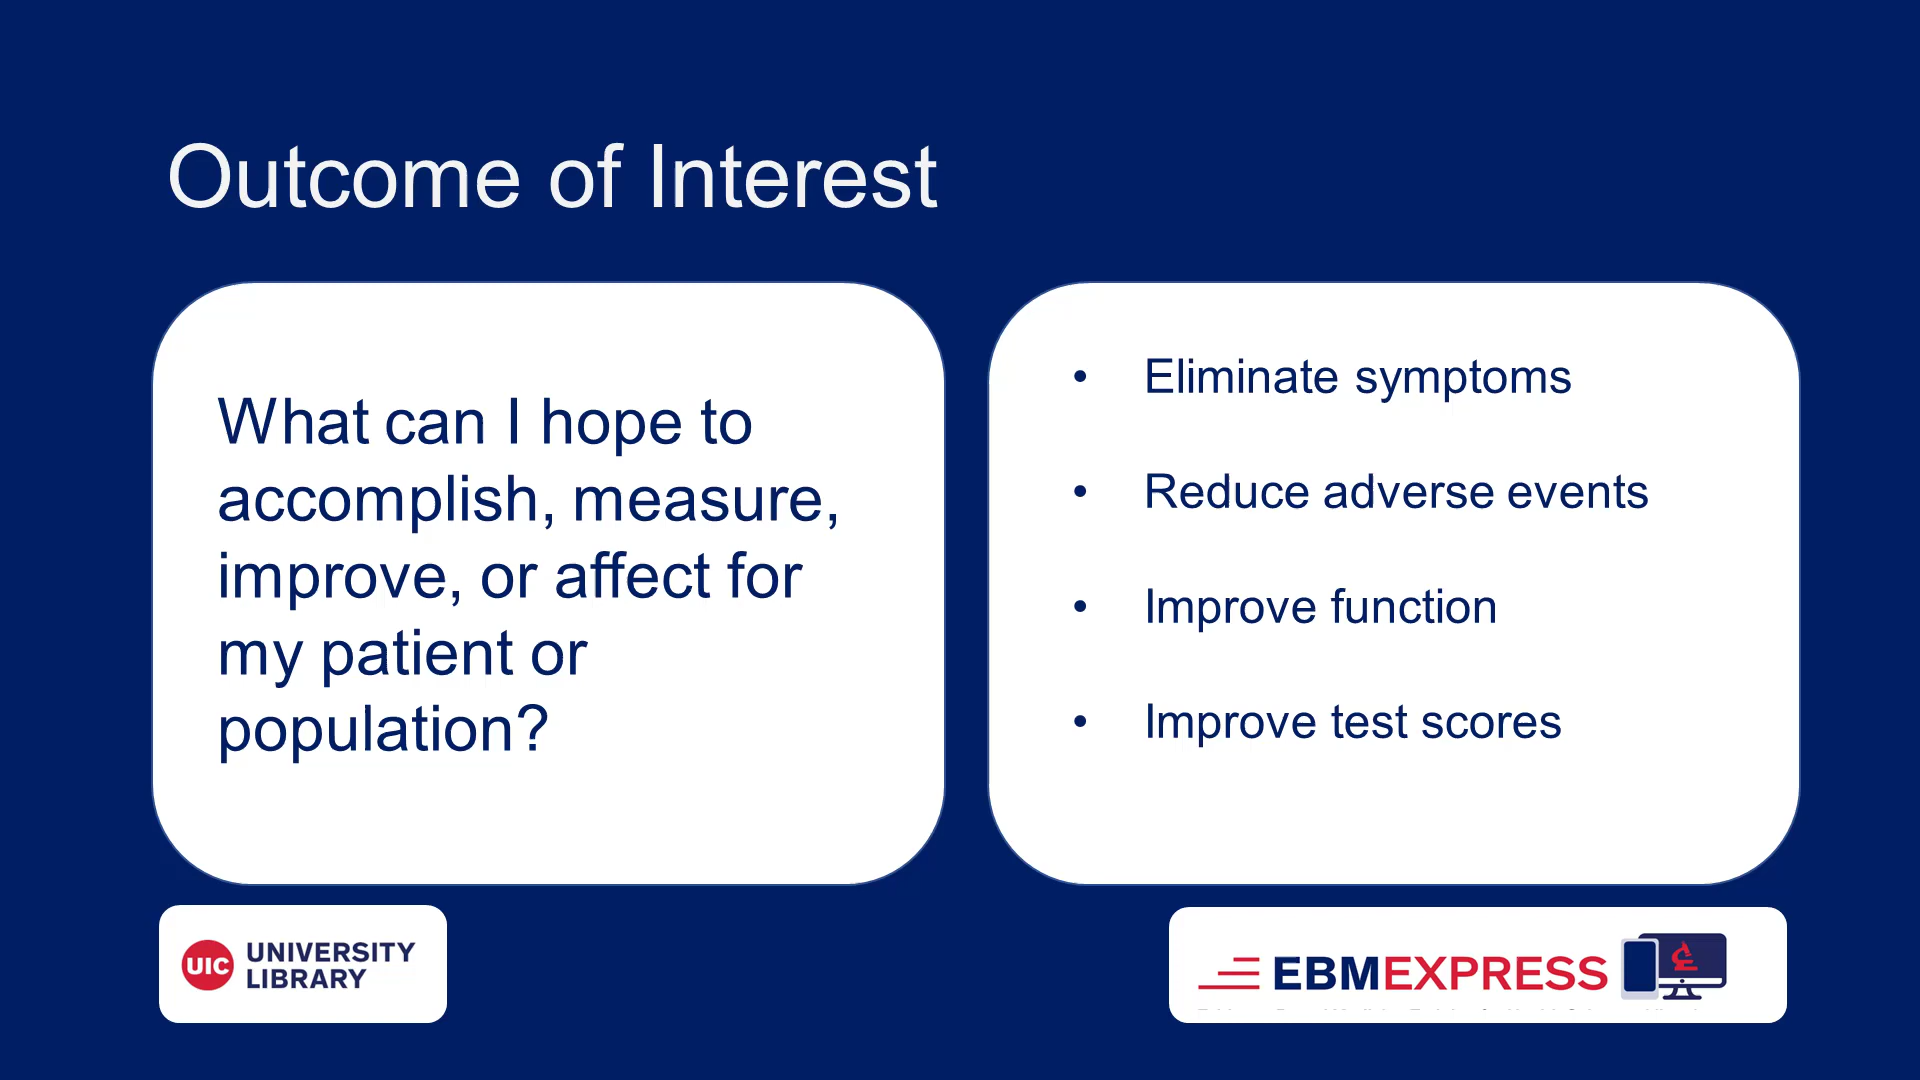 Outcome of Interest
What can I hope to
accomplish, measure,
improve, or affect for
my patient or
population?
• Eliminate symptoms
• Reduce adverse events
• Improve function
• Improve test scores
UIC
UNIVERSITY
LIBRARY
EBMEXPRESS